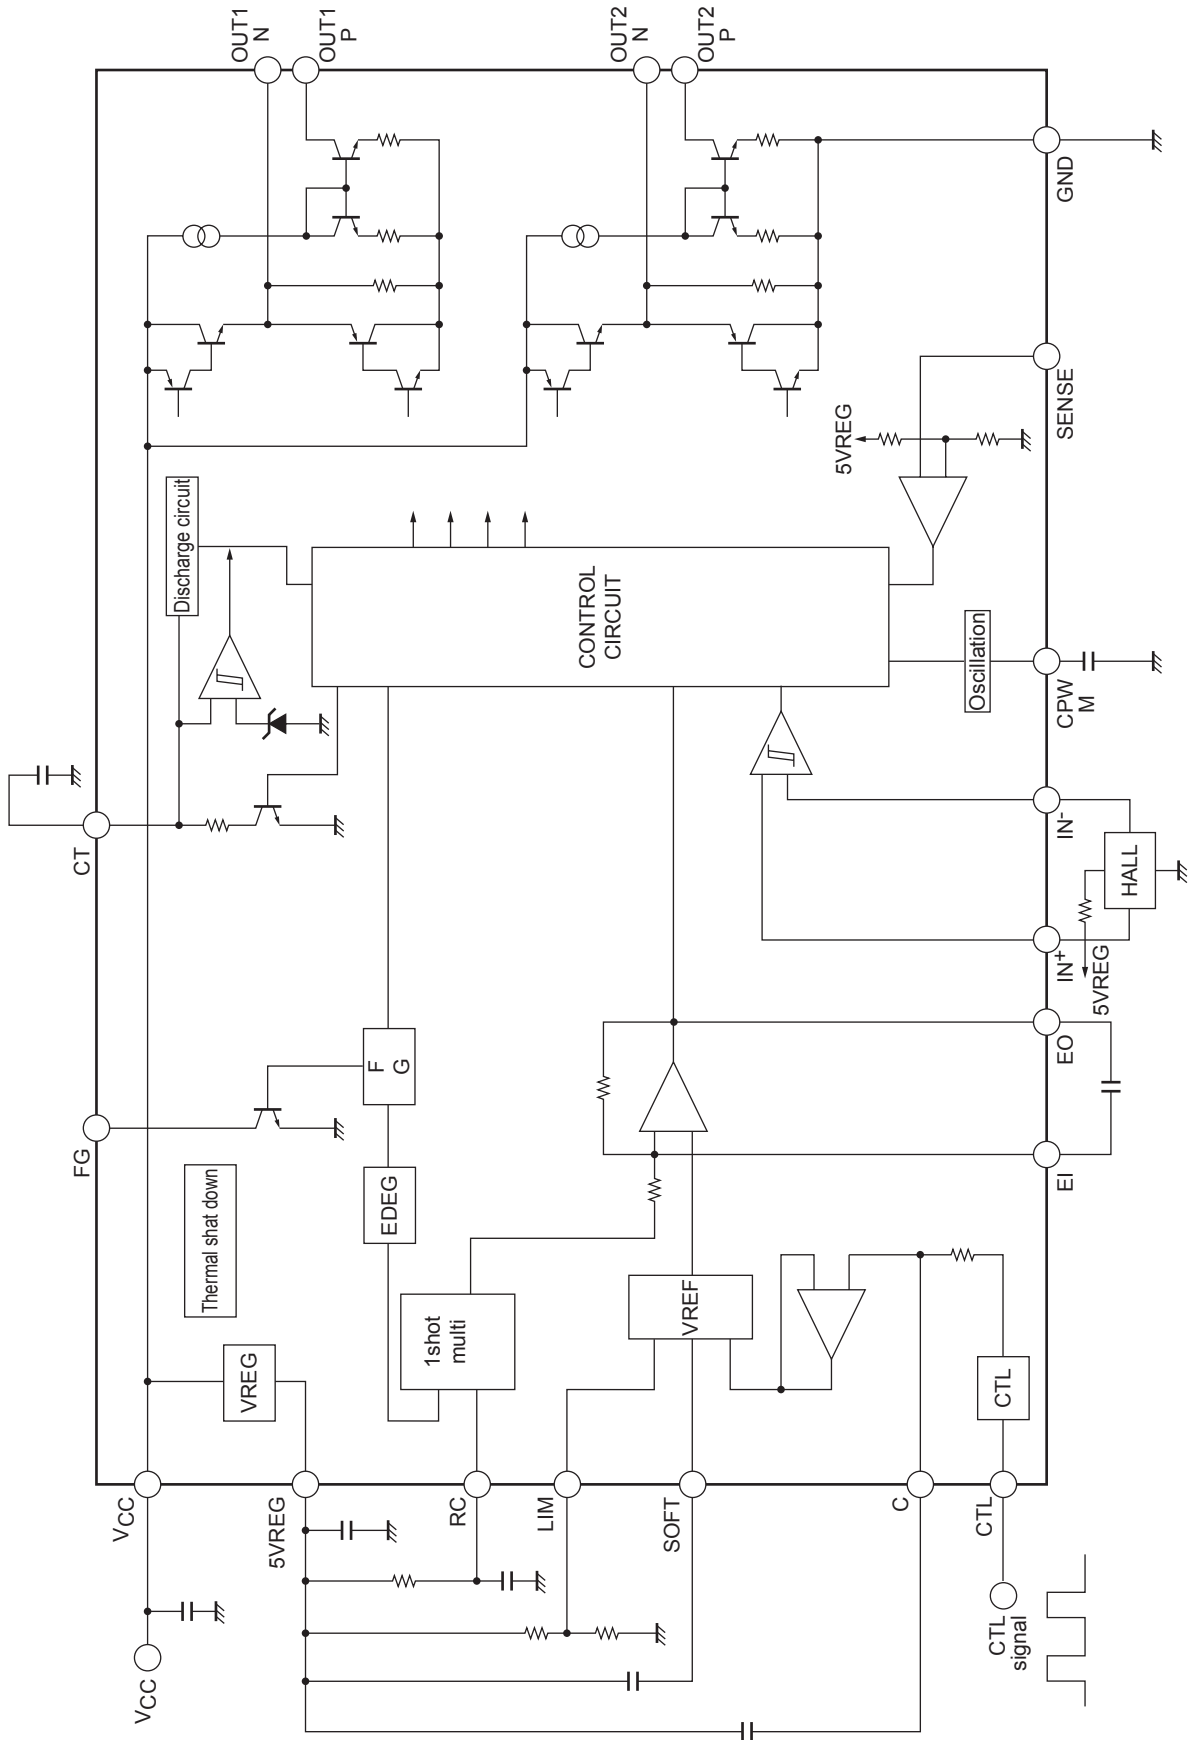 VCC
VCC
5VREG
RC
LIM
SOFT
C
CTL
CTL
signal
VREG
Thermal shat down
1shot
multi
EDEG
F
G
VREF
CTL
FG
CT
Discharge circuit
CONTROL
CIRCUIT
Oscillation
5VREG
OUT1
N
OUT1
P
OUT2
N
OUT2
P
GND
SENSE
CPW
M
IN-
HALL
IN+
5VREG
EO
EI